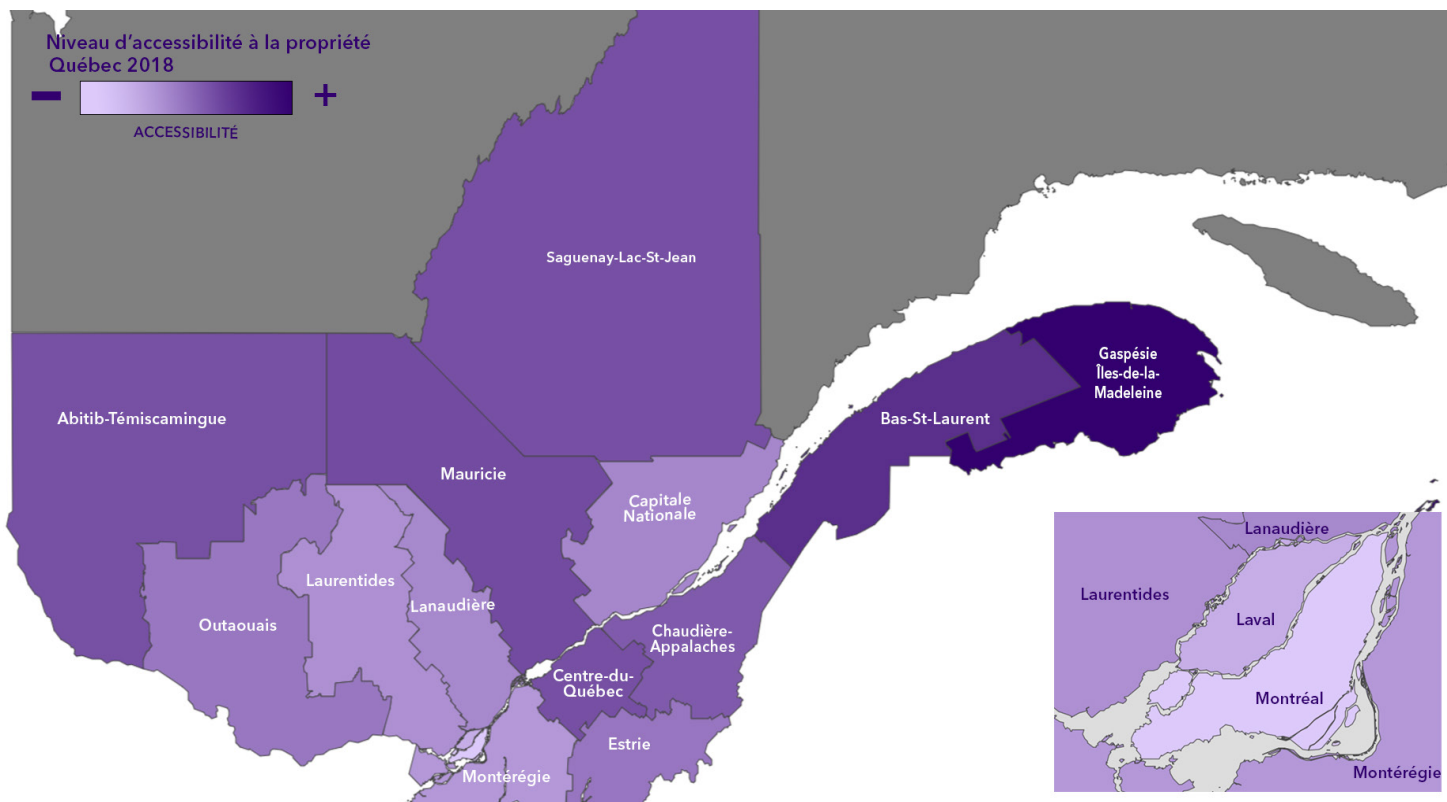 Niveau d'accessibilité à la propriété
Québec 2018
ACCESSIBILITÉ
Saguenay-Lac-St-Jean
Gaspésie
Îles-de-la-
Madeleine
Bas-St-Laurent
Abitib-Témiscamingue
Mauricie
Capitale
Nationale
Laurentides
Lanaudière
Outaouais
Chaudière-
Appalaches
Centre-du-
Québec
Estrie
Montérégie
Lanaudière
Laurentides
Laval
Montréal
Montérégie